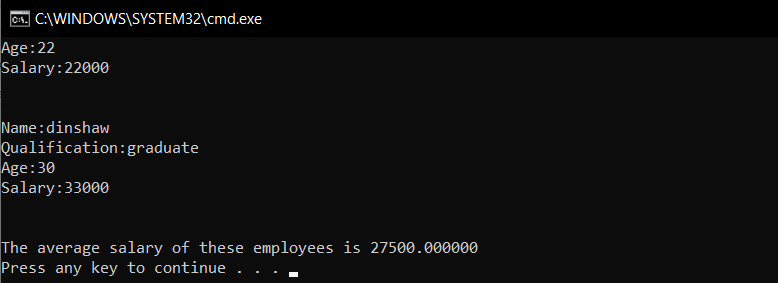 C:\WINDOWS\SYSTEM32\cmd.exe
Age:22
Salary:22000
Name:dinshaw
Qualification:graduate
Age:30
Salary:33000
The average salary of these employees is 27500.000000
Press any key to continue . . .